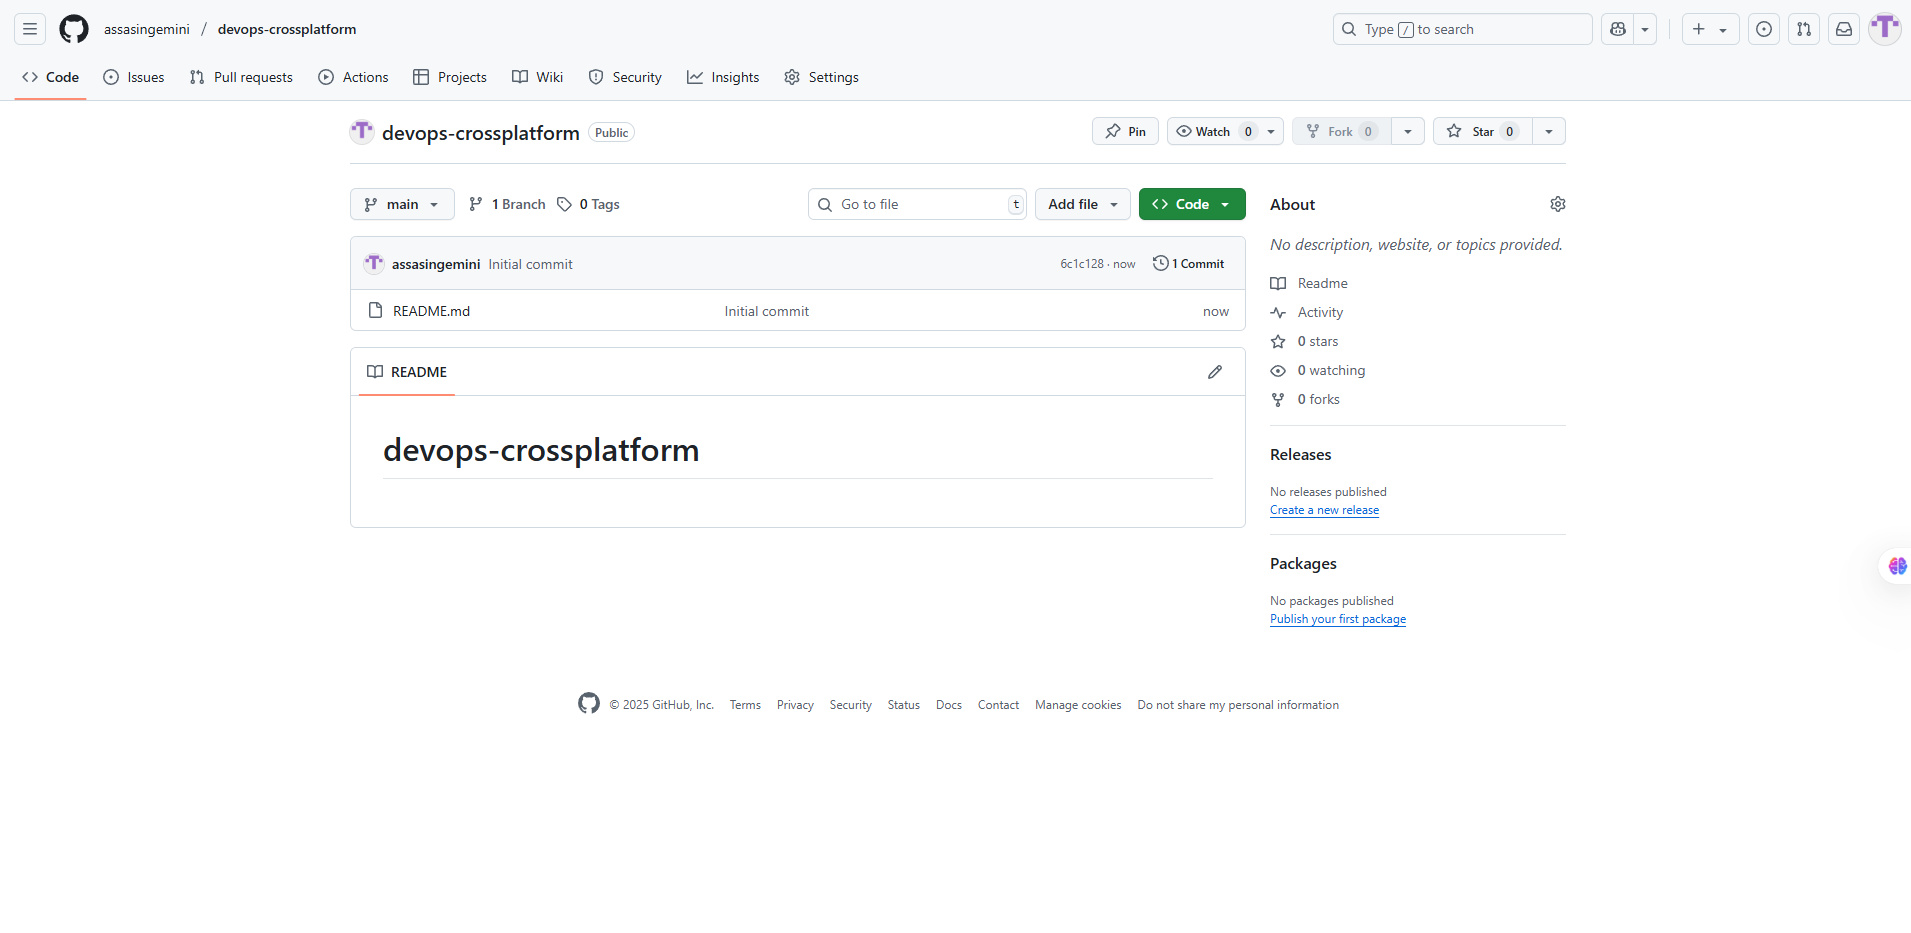 assasingemini / devops-crossplatform
Type / to search
Code Issues Pull requests Actions Projects Wiki Security Insights Settings
devops-crossplatform Public
Pin Watch 0 Fork 0 Star 0
main 1 Branch 0 Tags Go to file t Add file Code
assasingemini Initial commit 6c1c128 · now 1 Commit
README.md Initial commit now
README
devops-crossplatform
About
No description, website, or topics provided.
Readme
Activity
0 stars
0 watching
0 forks
Releases
No releases published
Create a new release
Packages
No packages published
Publish your first package
© 2025 GitHub, Inc. Terms Privacy Security Status Docs Contact Manage cookies Do not share my personal information